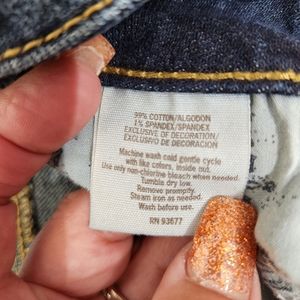 99% COTTON/ALGODON
1% SPANDEX/SPANDEX
EXCLUSIVE OF DECORATION/
EXCLUSIVO DE DECORACION
Machine wash cold gentle cycle
with like colors. inside out.
Use only non-chlorine bleach when needed.
Tumble dry low.
Remove promptly.
Steam iron as needed.
Wash before use.
RN 93677